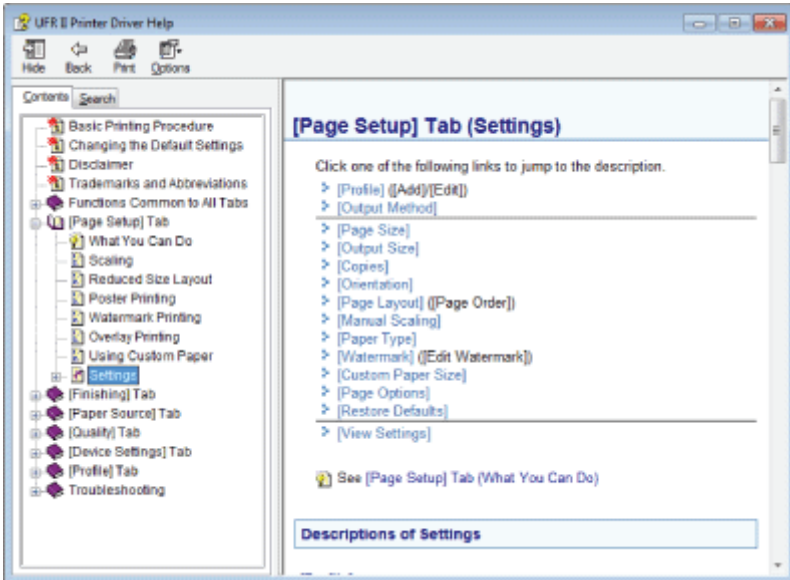 UFR II Printer Driver Help
Hide Back Print Options
Contents Search
Basic Printing Procedure
Changing the Default Settings
Disclaimer
Trademarks and Abbreviations
Functions Common to All Tabs
[Page Setup] Tab
What You Can Do
Scaling
Reduced Size Layout
Poster Printing
Watermark Printing
Overlay Printing
Using Custom Paper
Settings
[Finishing] Tab
[Paper Source] Tab
[Quality] Tab
[Device Settings] Tab
[Profile] Tab
Troubleshooting
[Page Setup] Tab (Settings)
Click one of the following links to jump to the description.
[Profile] ([Add]/[Edit])
[Output Method]
[Page Size]
[Output Size]
[Copies]
[Orientation]
[Page Layout] ([Page Order])
[Manual Scaling]
[Paper Type]
[Watermark] ([Edit Watermark])
[Custom Paper Size]
[Page Options]
[Restore Defaults]
[View Settings]
See [Page Setup] Tab (What You Can Do)
Descriptions of Settings